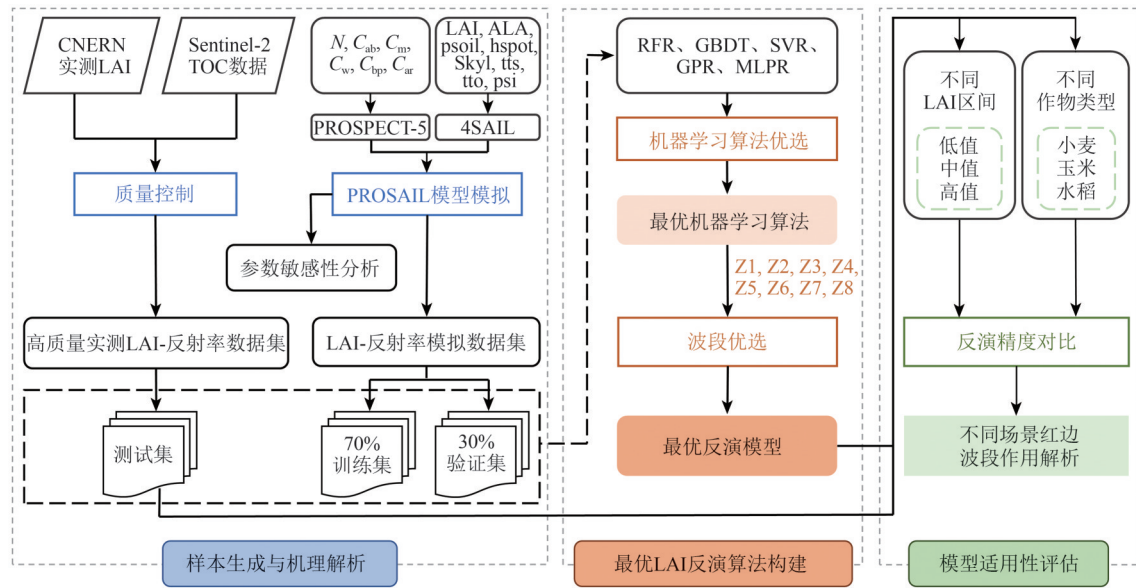 CNERN
实测LAI
Sentinel-2
TOC数据
N, Cab, Cm,
Cw, Cbp, Car
LAI, ALA,
psoil, hspot,
Skyl, tts,
tto, psi
PROSPECT-5
4SAIL
质量控制
PROSAIL模型模拟
参数敏感性分析
高质量实测LAI-反射率数据集
LAI-反射率模拟数据集
测试集
70%
训练集
30%
验证集
样本生成与机理解析
RFR、GBDT、SVR、
GPR、MLPR
机器学习算法优选
最优机器学习算法
Z1, Z2, Z3, Z4,
Z5, Z6, Z7, Z8
波段优选
最优反演模型
最优LAI反演算法构建
不同
LAI区间
低值
中值
高值
不同
作物类型
小麦
玉米
水稻
反演精度对比
不同场景红边
波段作用解析
模型适用性评估